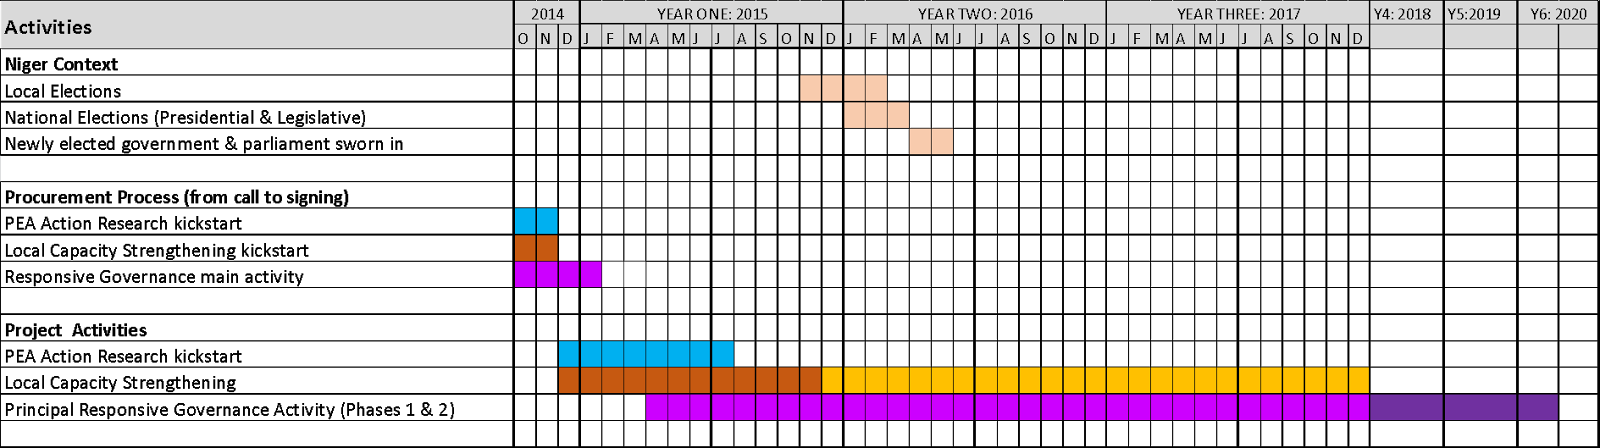 Activities
2014 YEAR ONE: 2015 YEAR TWO: 2016 YEAR THREE: 2017 Y4: 2018 Y5:2019 Y6: 2020
O N D J F M A M J J A S O N D J F M A M J J A S O N D J F M A M J J A S O N D
Niger Context
Local Elections
National Elections (Presidential & Legislative)
Newly elected government & parliament sworn in
Procurement Process (from call to signing)
PEA Action Research kickstart
Local Capacity Strengthening kickstart
Responsive Governance main activity
Project Activities
PEA Action Research kickstart
Local Capacity Strengthening
Principal Responsive Governance Activity (Phases 1 & 2)